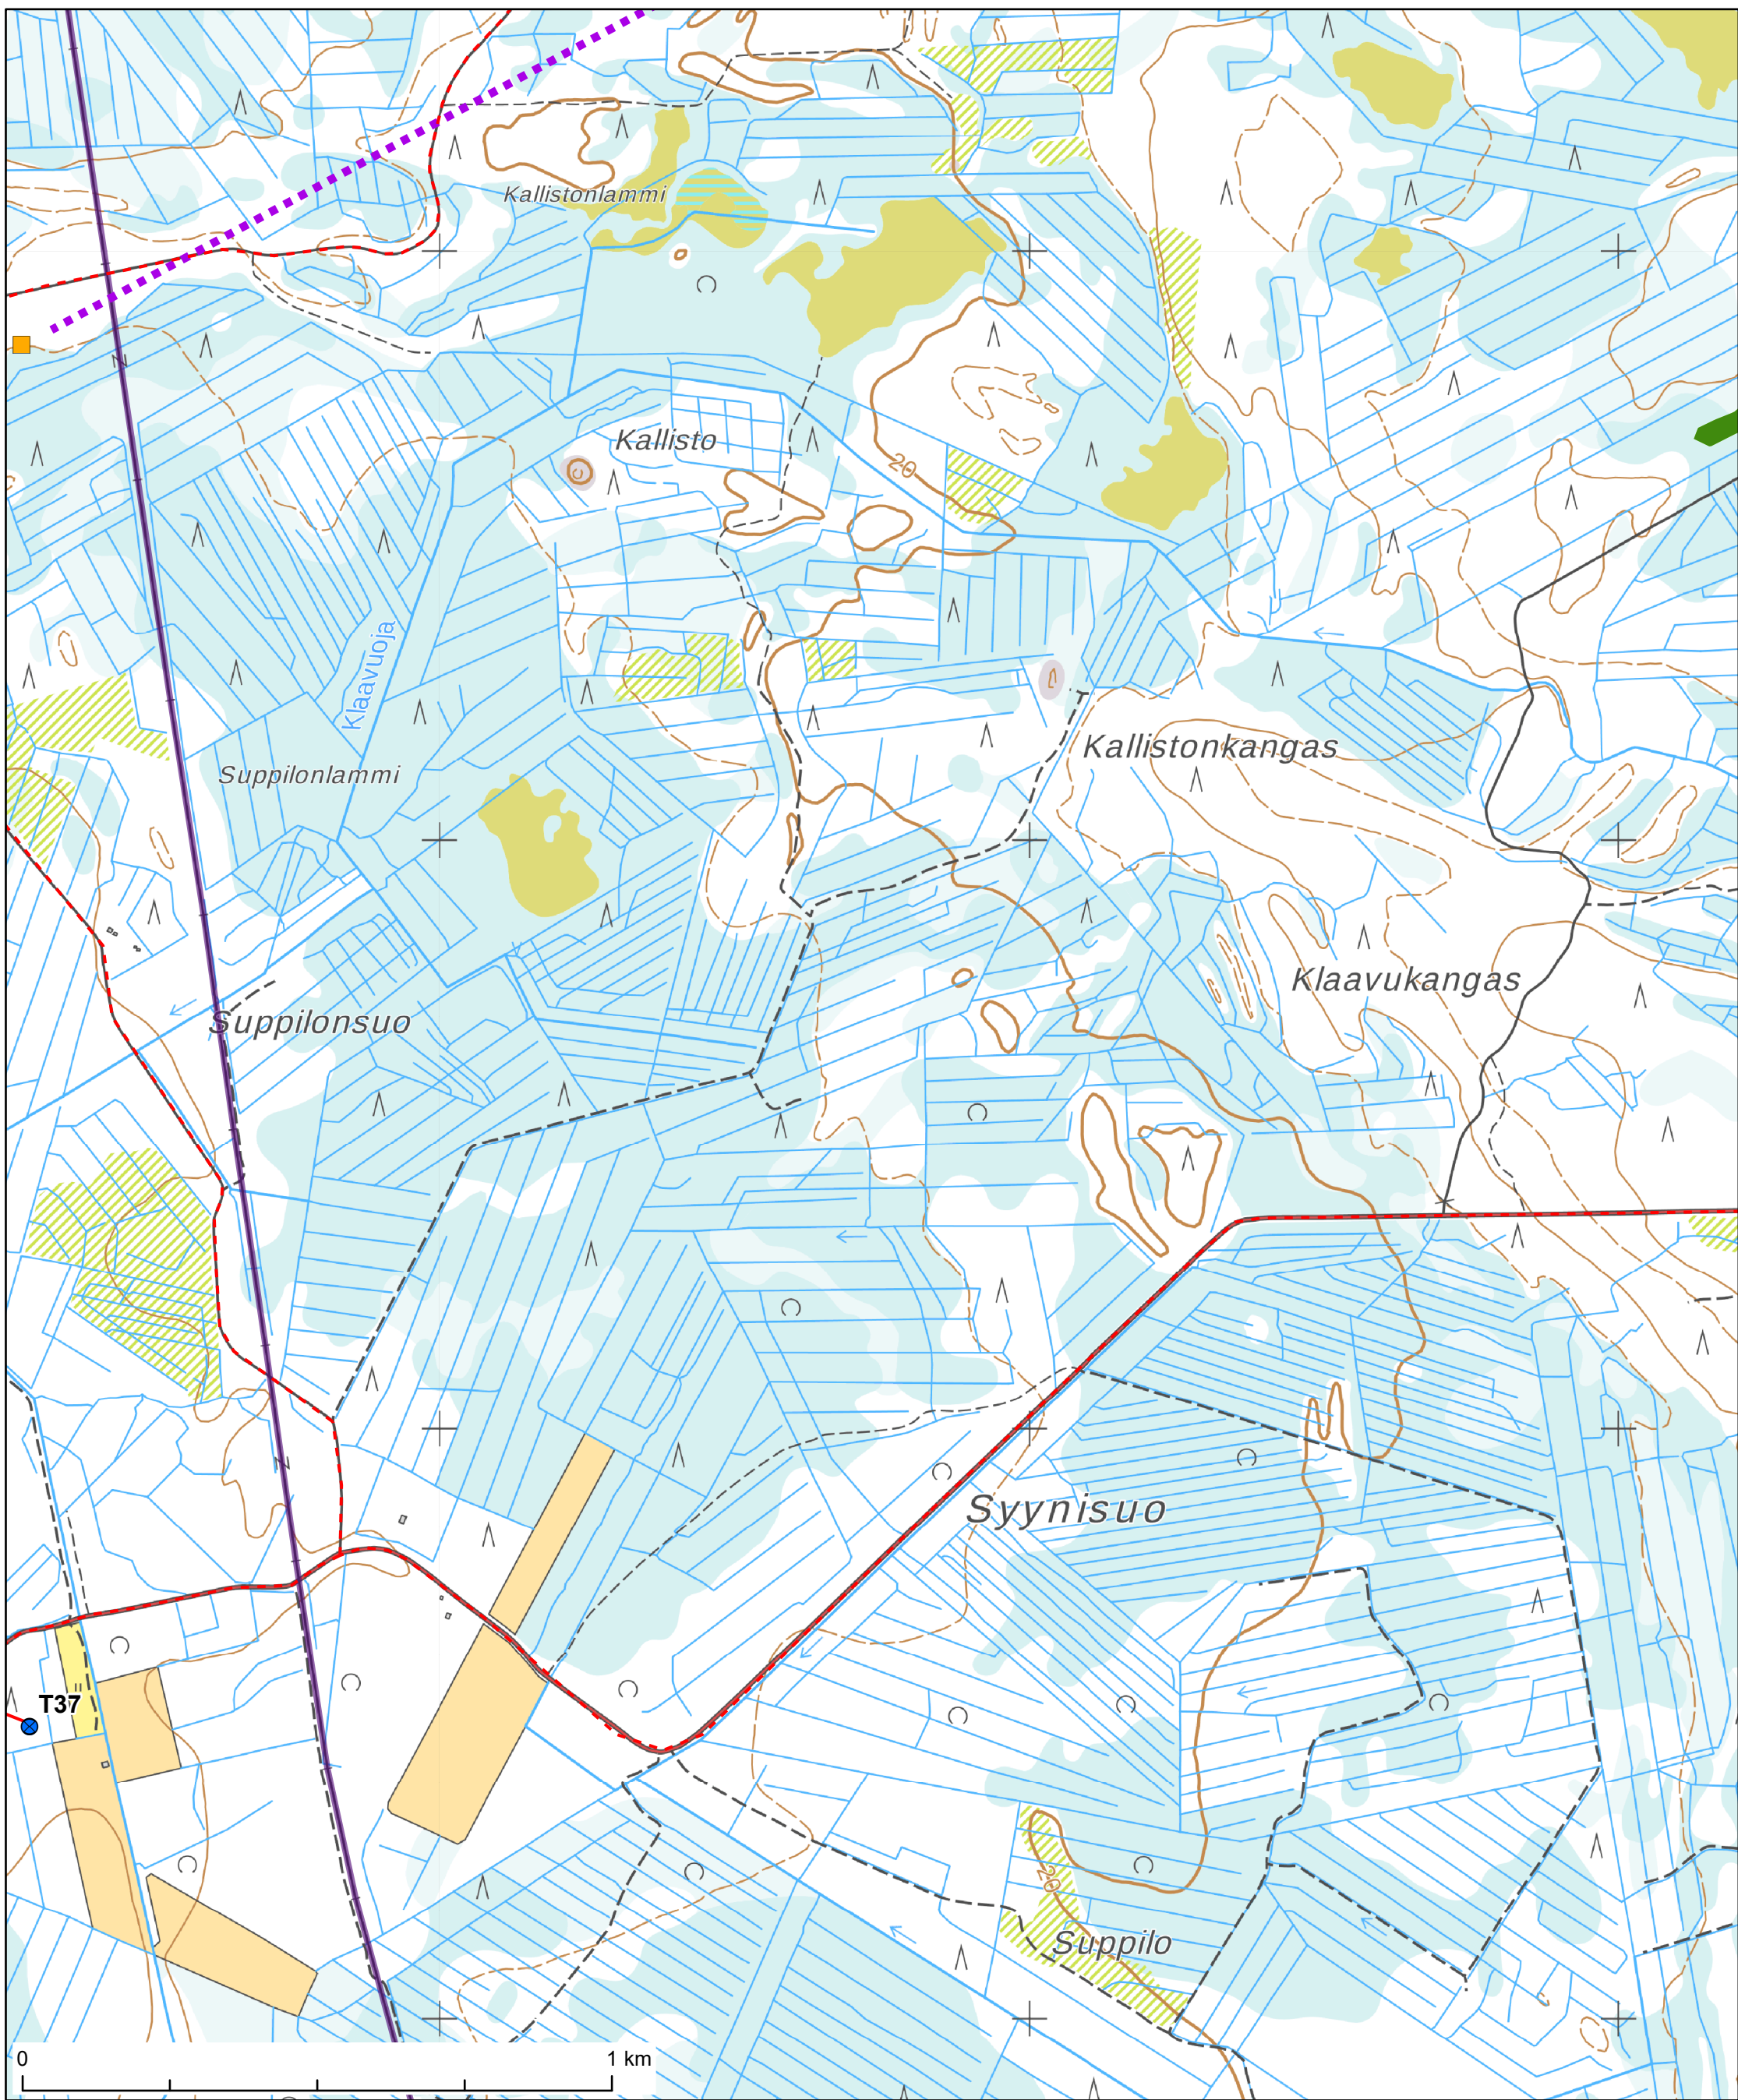 Kallistonlammi
Kallisto
20
Klaavuoja
Kallistonkangas
Suppilonlammi
Klaavukangas
Suppilonsuo
Syynisuo
T37
20
Suppilo
0 1 km